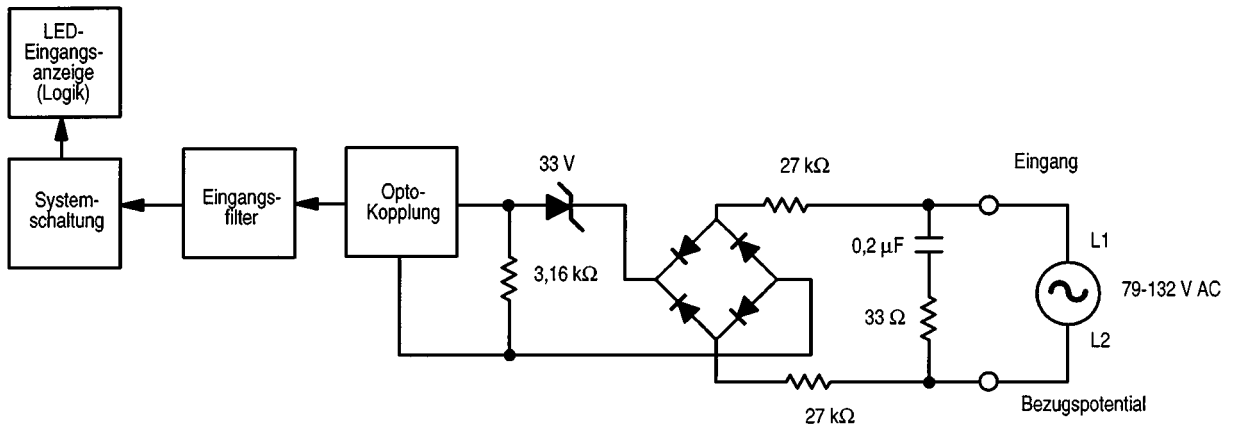 LED-
Eingangs-
anzeige
(Logik)
System-
schaltung
Eingangs-
filter
Opto-
Kopplung
33 V
3,16 kΩ
27 kΩ
27 kΩ
0,2 µF
33 Ω
Eingang
L1
79-132 V AC
L2
Bezugspotential